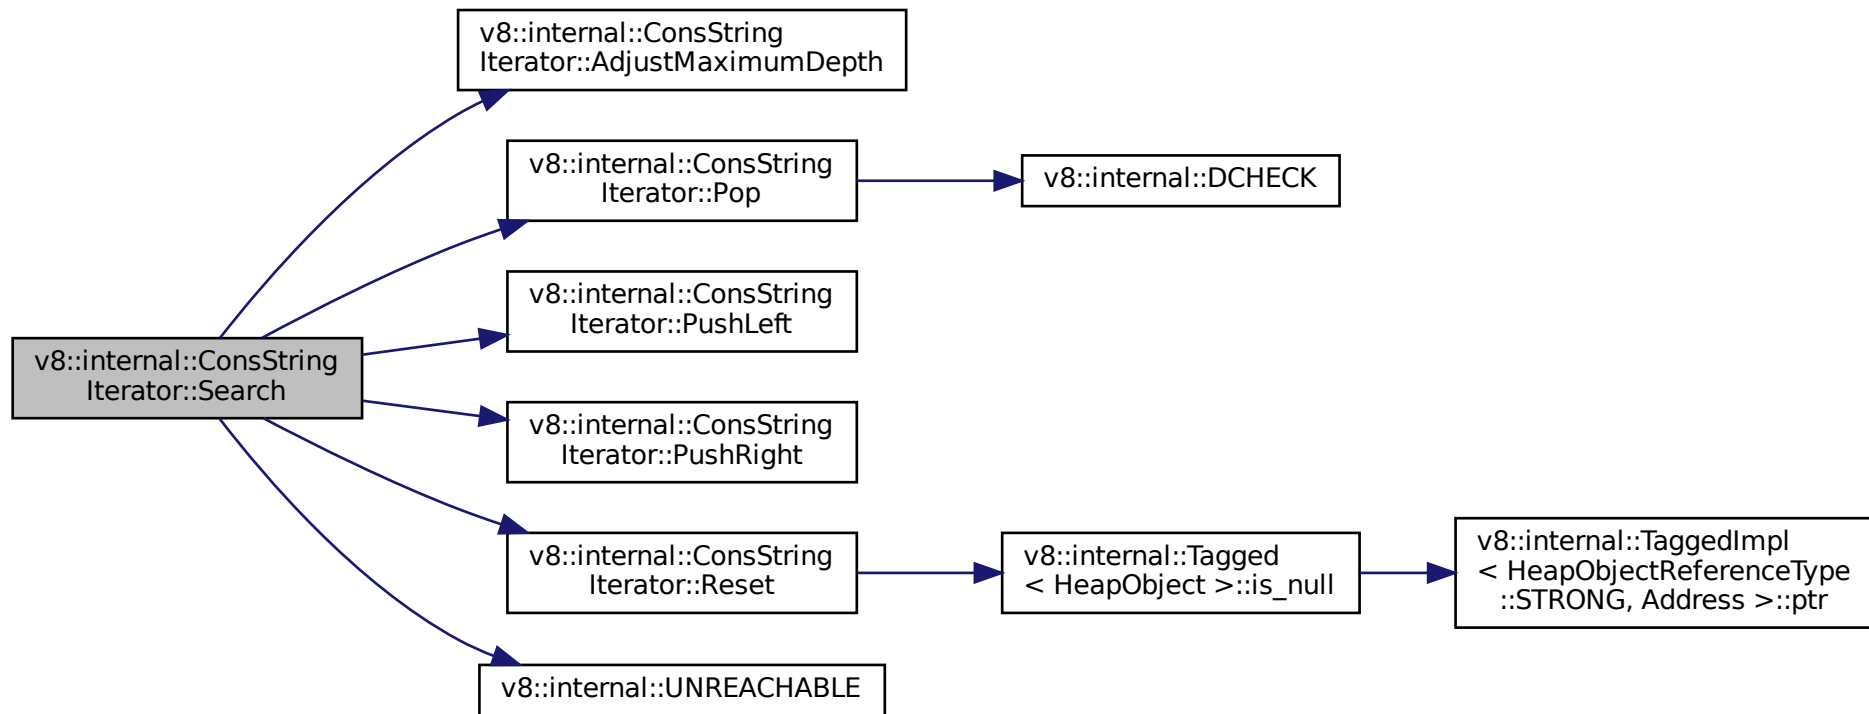 v8::internal::ConsString
Iterator::AdjustMaximumDepth
v8::internal::ConsString
Iterator::Pop
v8::internal::DCHECK
v8::internal::ConsString
Iterator::PushLeft
v8::internal::ConsString
Iterator::Search
v8::internal::ConsString
Iterator::PushRight
v8::internal::ConsString
Iterator::Reset
v8::internal::Tagged
< HeapObject >::is_null
v8::internal::TaggedImpl
< HeapObjectReferenceType
::STRONG, Address >::ptr
v8::internal::UNREACHABLE